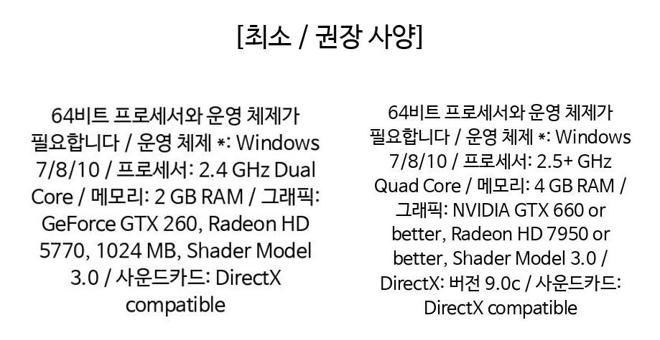 [최소 / 권장 사양]
64비트 프로세서와 운영 체제가
필요합니다 / 운영 체제 *: Windows
7/8/10 / 프로세서: 2.4 GHz Dual
Core / 메모리: 2 GB RAM / 그래픽:
GeForce GTX 260, Radeon HD
5770, 1024 MB, Shader Model
3.0 / 사운드카드: DirectX
compatible
64비트 프로세서와 운영 체제가
필요합니다 / 운영 체제 *: Windows
7/8/10 / 프로세서: 2.5+ GHz
Quad Core / 메모리: 4 GB RAM /
그래픽: NVIDIA GTX 660 or
better, Radeon HD 7950 or
better, Shader Model 3.0 /
DirectX: 버전 9.0c / 사운드카드:
DirectX compatible